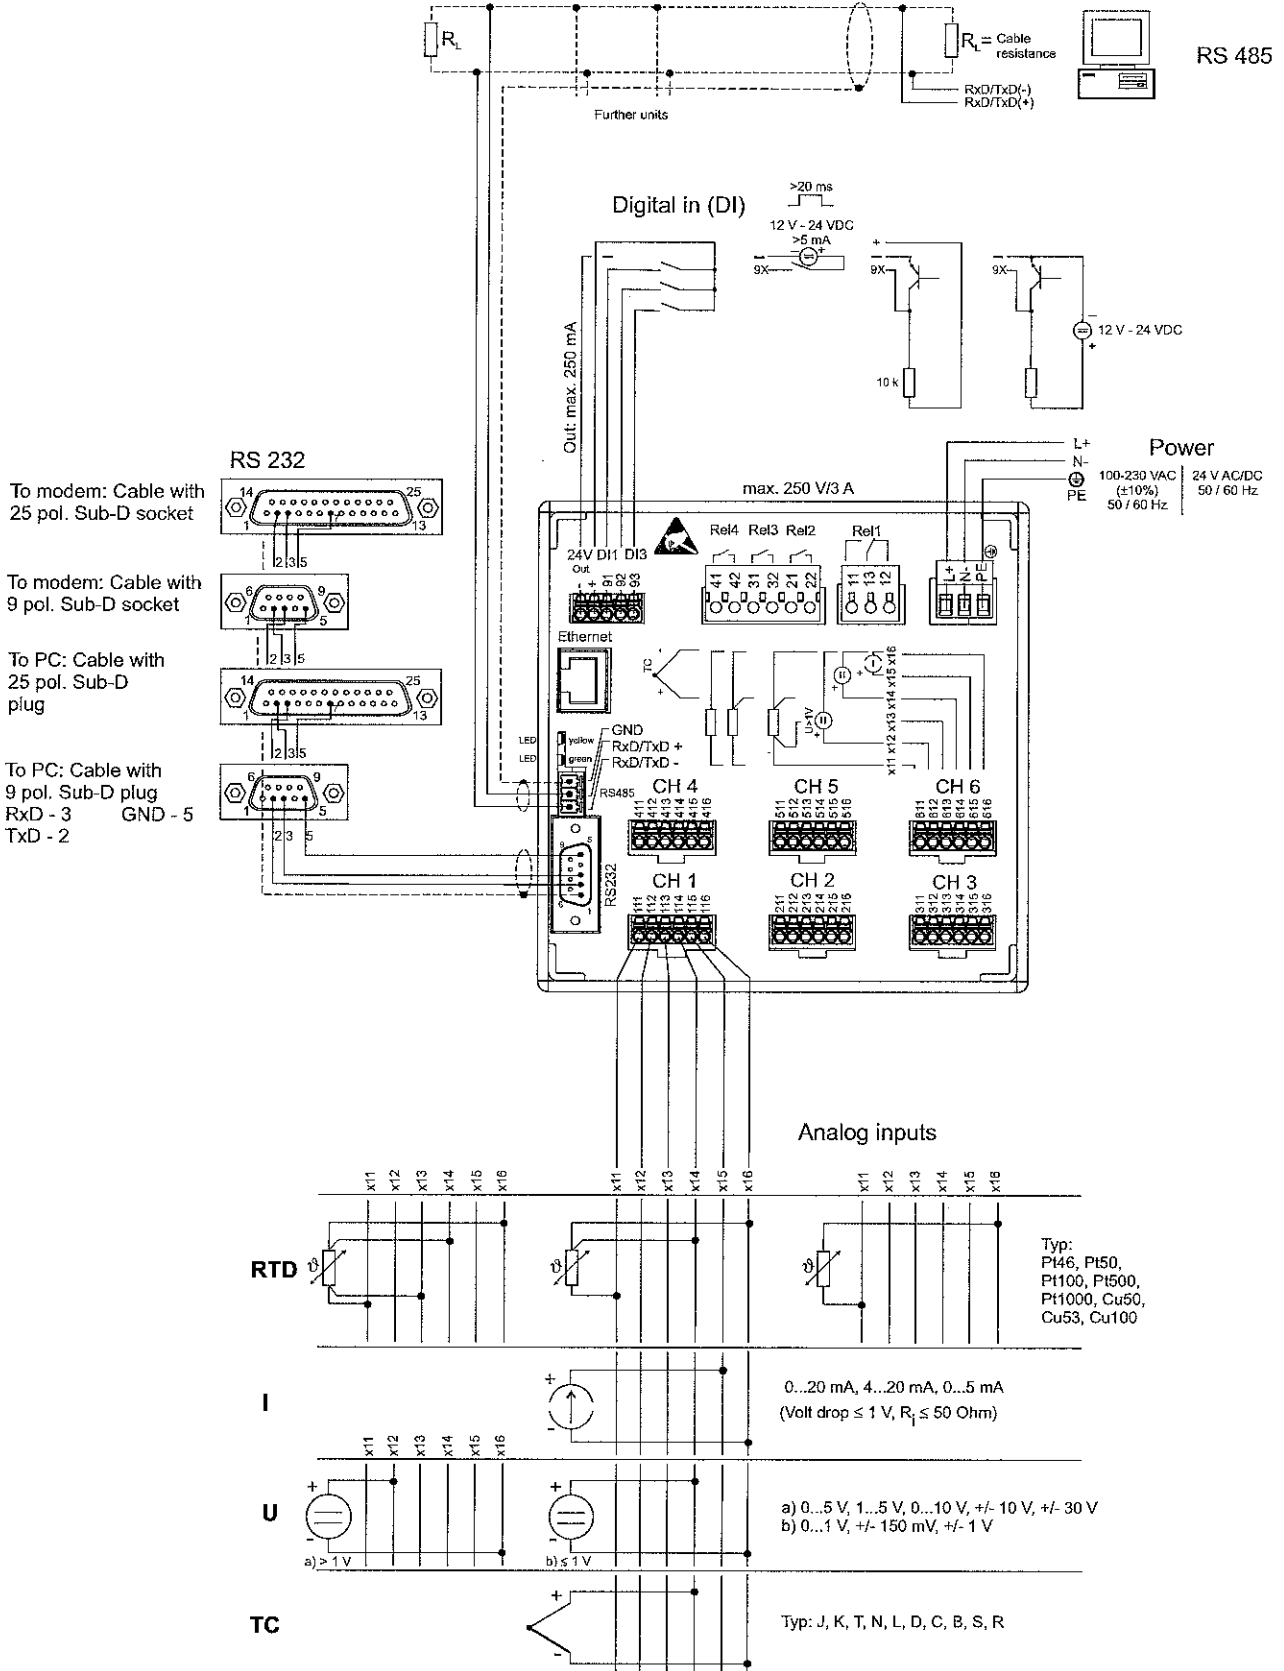 R_L
R_L = Cable resistance
RS 485
RxD/TxD(-)
RxD/TxD(+)
Further units
Digital in (DI)
>20 ms
12 V - 24 VDC
>5 mA
- +
+
9X
9X
9X
10 k
12 V - 24 VDC
-
+
Out: max. 250 mA
L+
N-
PE
Power
100-230 VAC
(±10%)
50 / 60 Hz
24 V AC/DC
50 / 60 Hz
max. 250 V/3 A
RS 232
To modem: Cable with
25 pol. Sub-D socket
14 25
1 13
2 3 5
To modem: Cable with
9 pol. Sub-D socket
6 9
1 5
2 3 5
To PC: Cable with
25 pol. Sub-D
plug
14 25
1 13
2 3 5
To PC: Cable with
9 pol. Sub-D plug
RxD - 3 GND - 5
TxD - 2
6 9
1 5
2 3 5
24V DI1 DI3
Out
- + 91 92 93
Rel4 Rel3 Rel2
41 42 31 32 21 22
Rel1
11 13 12
L+ N- PE
Ethernet
TC
-
+
U>1V
+
+
+
-
x11 x12 x13 x14 x15 x16
LED yellow
LED green
GND
RxD/TxD +
RxD/TxD -
RS485
9 5
6 1
RS232
CH 4
411 412 413 414 415 416
CH 5
511 512 513 514 515 516
CH 6
611 612 613 614 615 616
CH 1
111 112 113 114 115 116
CH 2
211 212 213 214 215 216
CH 3
311 312 313 314 315 316
Analog inputs
x11 x12 x13 x14 x15 x16
x11 x12 x13 x14 x15 x16
x11 x12 x13 x14 x15 x16
RTD
ϑ
ϑ
ϑ
Typ:
Pt46, Pt50,
Pt100, Pt500,
Pt1000, Cu50,
Cu53, Cu100
I
+
-
0...20 mA, 4...20 mA, 0...5 mA
(Volt drop ≤ 1 V, R_i ≤ 50 Ohm)
x11 x12 x13 x14 x15 x16
U
+
-
a) > 1 V
+
-
b) ≤ 1 V
a) 0...5 V, 1...5 V, 0...10 V, +/- 10 V, +/- 30 V
b) 0...1 V, +/- 150 mV, +/- 1 V
TC
+
-
Typ: J, K, T, N, L, D, C, B, S, R